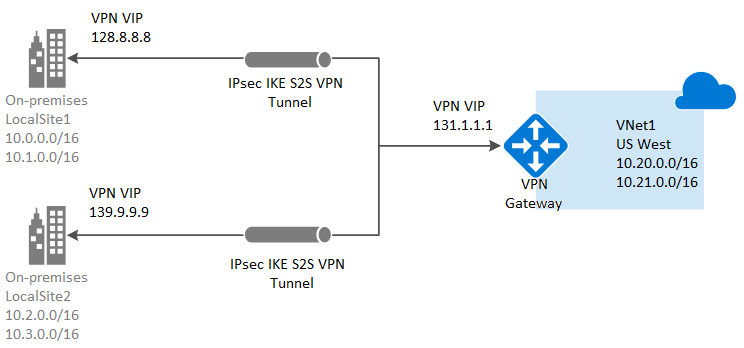 VPN VIP
128.8.8.8
IPsec IKE S2S VPN
Tunnel
On-premises
LocalSite1
10.0.0.0/16
10.1.0.0/16
VPN VIP
131.1.1.1
VPN
Gateway
VNet1
US West
10.20.0.0/16
10.21.0.0/16
VPN VIP
139.9.9.9
IPsec IKE S2S VPN
Tunnel
On-premises
LocalSite2
10.2.0.0/16
10.3.0.0/16